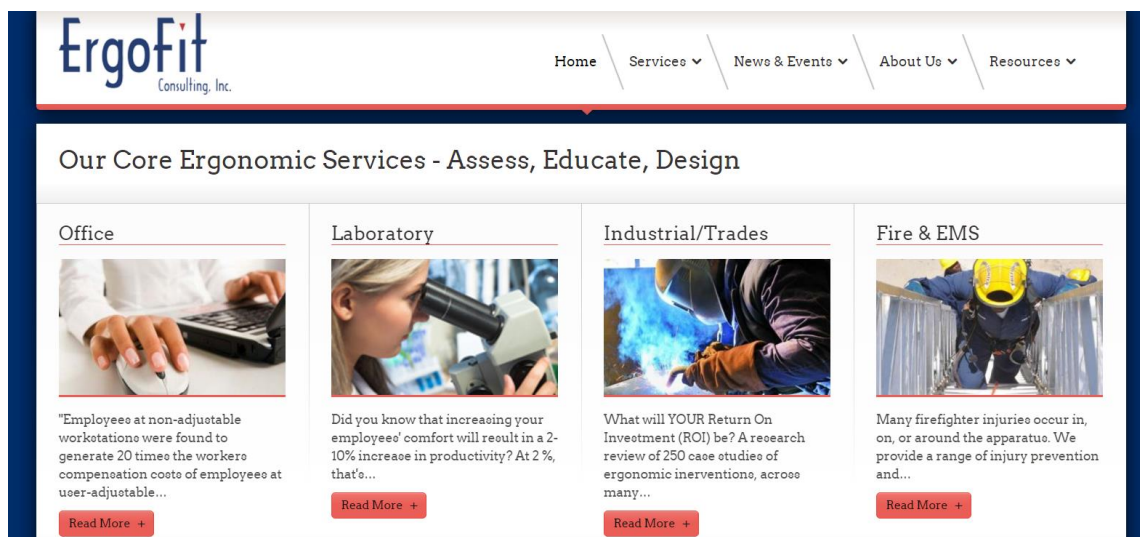 ErgoFit
Consulting, Inc.
Home
Services
News & Events
About Us
Resources
Our Core Ergonomic Services - Assess, Educate, Design
Office
Laboratory
Industrial/Trades
Fire & EMS
"Employees at non-adjustable
workstations were found to
generate 20 times the workers
compensation costs of employees at
user-adjustable...
Read More +
Did you know that increasing your
employees' comfort will result in a 2-
10% increase in productivity? At 2 %,
that's...
Read More +
What will YOUR Return On
Investment (ROI) be? A research
review of 250 case studies of
ergonomic inerventions, across
many...
Read More +
Many firefighter injuries occur in,
on, or around the apparatus. We
provide a range of injury prevention
and...
Read More +